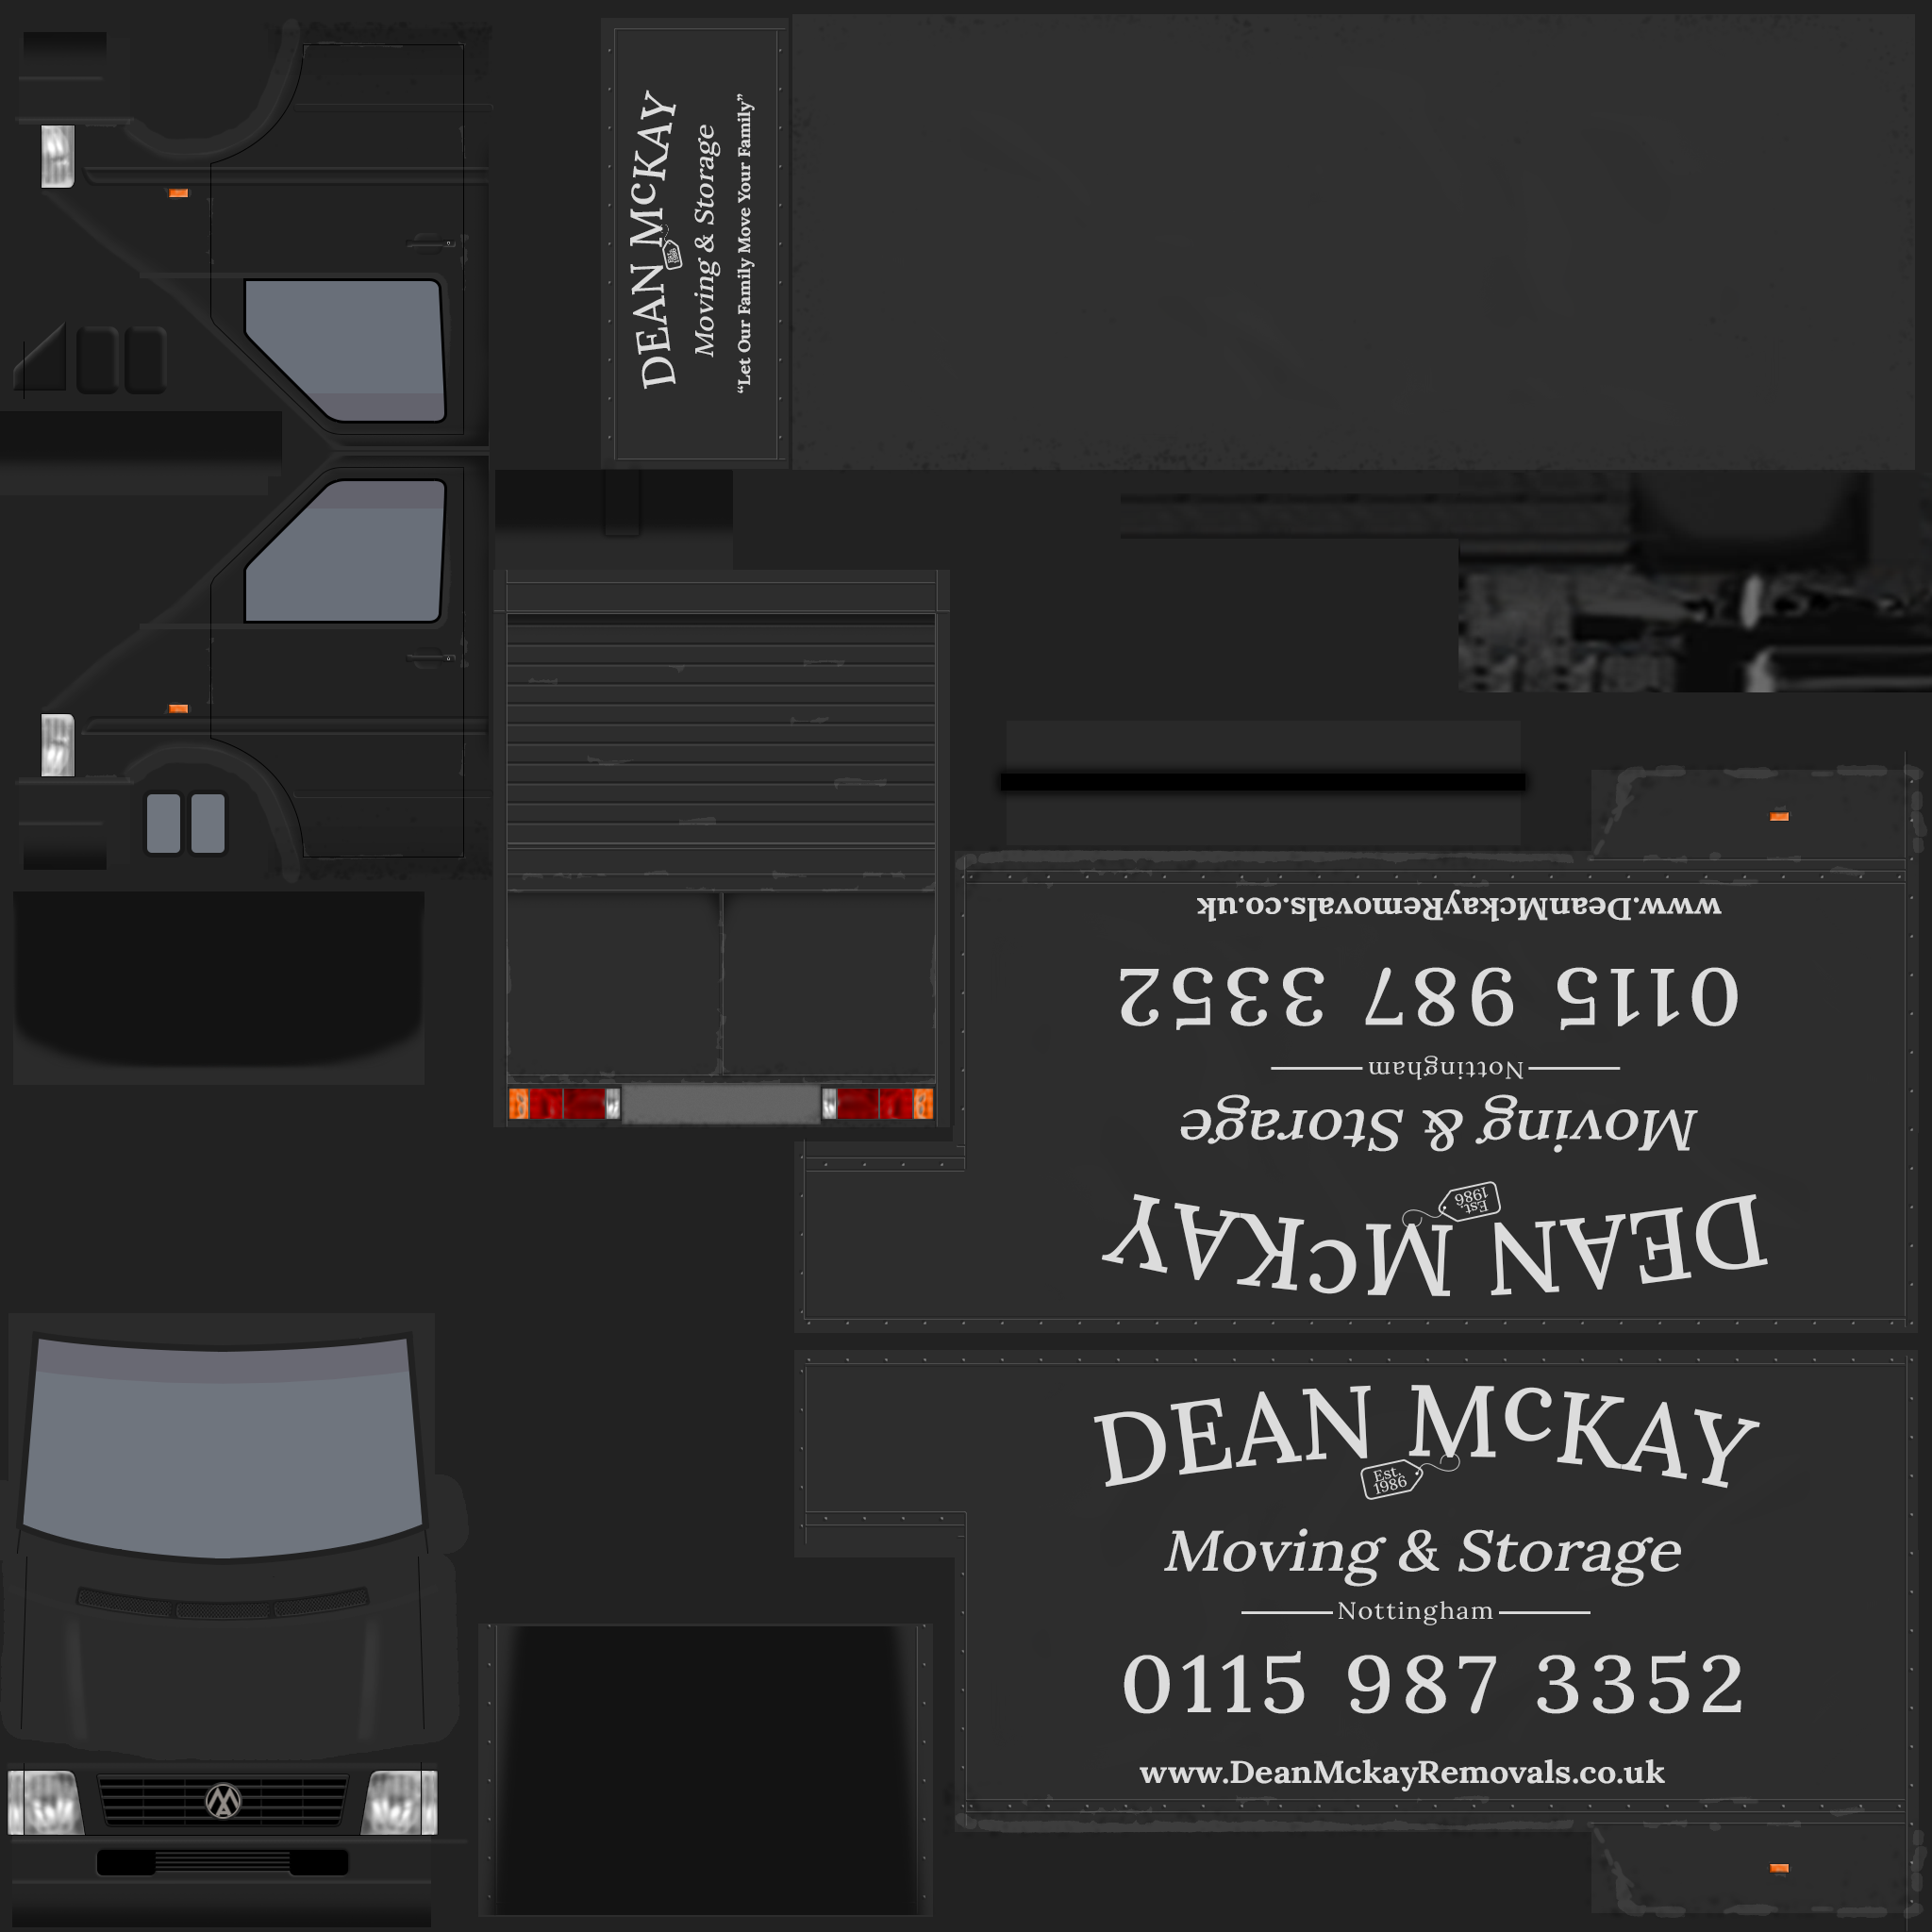 DEAN McKAY
Est. 1986
Moving & Storage
“Let Our Family Move Your Family”
www.DeanMckayRemovals.co.uk
0115 987 3352
Nottingham
Moving & Storage
Est. 1986
DEAN McKAY
DEAN McKAY
Est. 1986
Moving & Storage
Nottingham
0115 987 3352
www.DeanMckayRemovals.co.uk